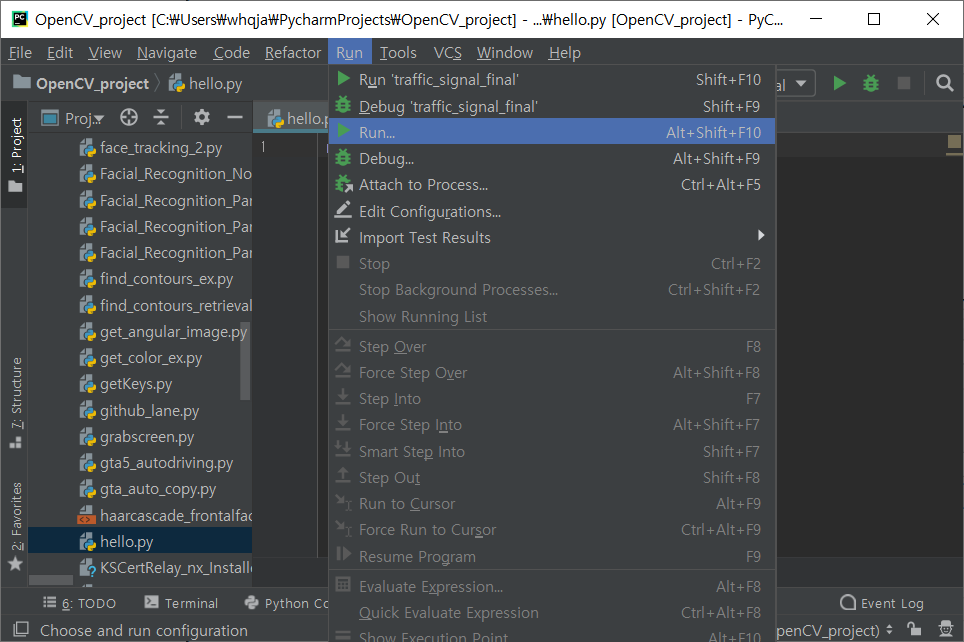 OpenCV_project [C:₩Users₩whqja₩PycharmProjects₩OpenCV_project] - ...₩hello.py [OpenCV_project] - PyC...
File Edit View Navigate Code Refactor Run Tools VCS Window Help
OpenCV_project hello.py
Run 'traffic_signal_final' Shift+F10
Debug 'traffic_signal_final' Shift+F9
Run... Alt+Shift+F10
Debug... Alt+Shift+F9
Attach to Process... Ctrl+Alt+F5
Edit Configurations...
Import Test Results
Stop Ctrl+F2
Stop Background Processes... Ctrl+Shift+F2
Show Running List
Step Over F8
Force Step Over Alt+Shift+F8
Step Into F7
Force Step Into Alt+Shift+F7
Smart Step Into Shift+F7
Step Out Shift+F8
Run to Cursor Alt+F9
Force Run to Cursor Ctrl+Alt+F9
Resume Program F9
Evaluate Expression... Alt+F8
Quick Evaluate Expression Ctrl+Alt+F8
Show Execution Point Alt+F10
al
1: Project
7: Structure
2: Favorites
Proj...
hello.p
1
face_tracking_2.py
Facial_Recognition_No
Facial_Recognition_Par
Facial_Recognition_Par
Facial_Recognition_Par
find_contours_ex.py
find_contours_retrieval
get_angular_image.py
get_color_ex.py
getKeys.py
github_lane.py
grabscreen.py
gta5_autodriving.py
gta_auto_copy.py
haarcascade_frontalfac
hello.py
KSCertRelay_nx_Installe
6: TODO Terminal Python Co
Event Log
Choose and run configuration
penCV_project)